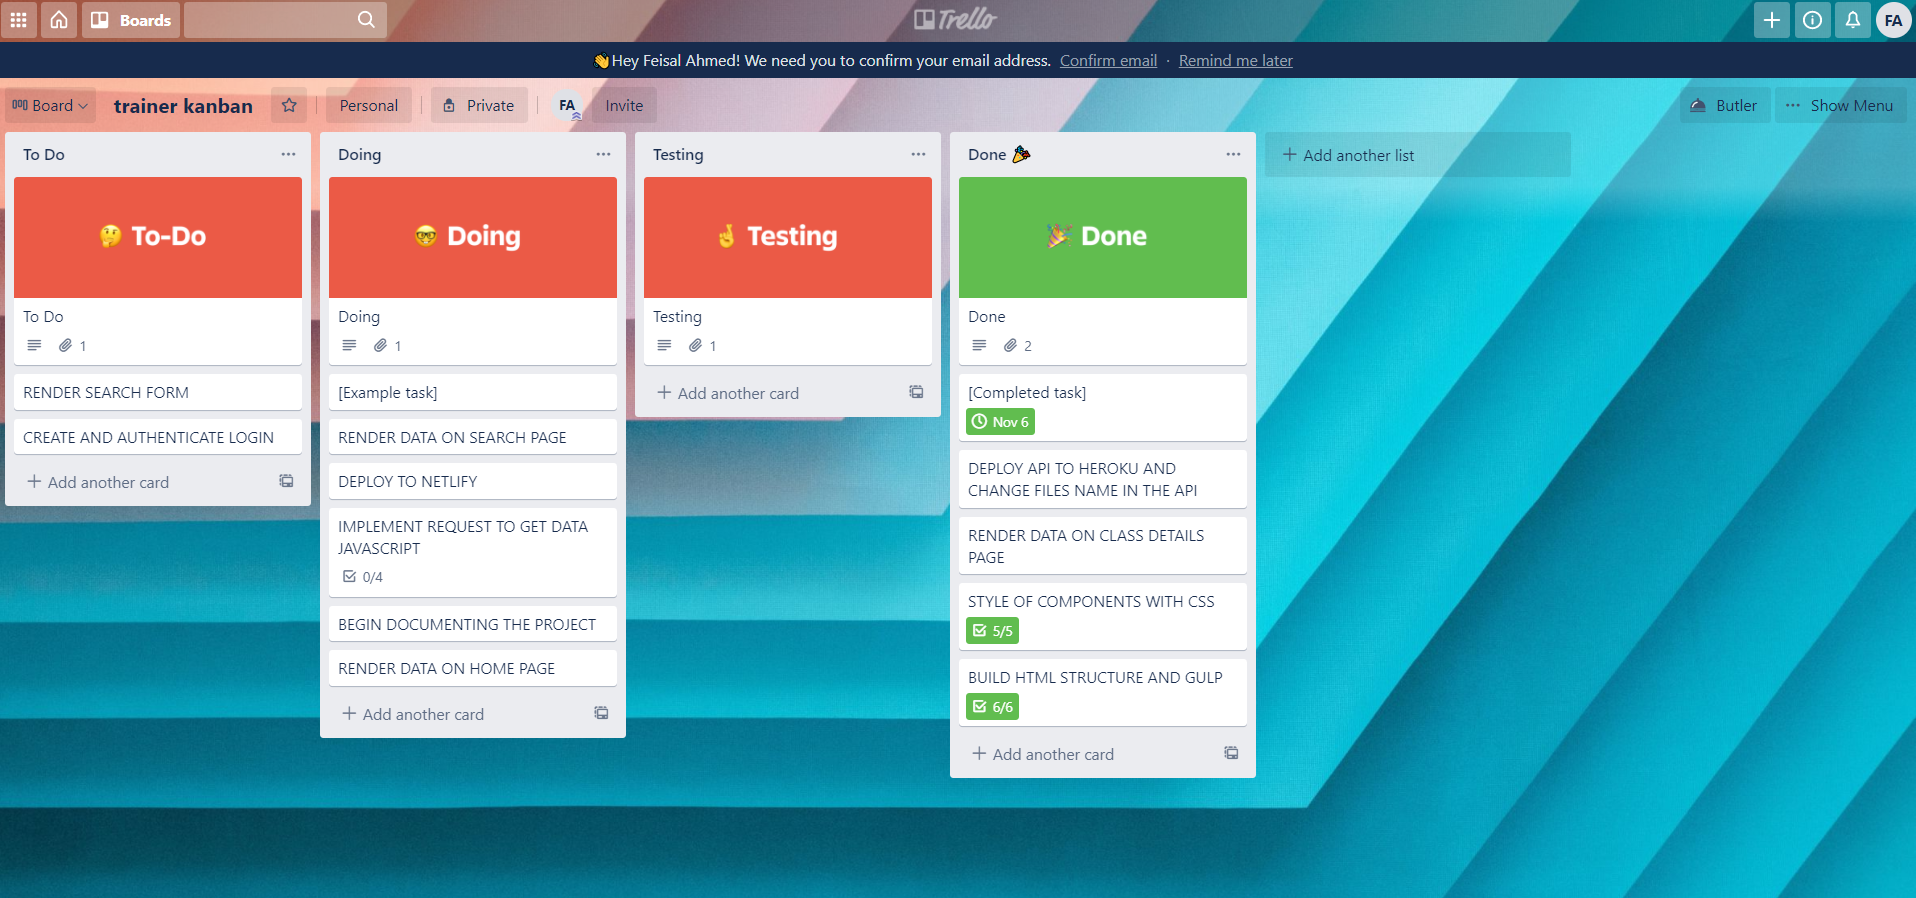 Boards
Trello
FA
Hey Feisal Ahmed! We need you to confirm your email address. Confirm email · Remind me later
Board
trainer kanban
Personal
Private
FA
Invite
Butler
Show Menu
To Do
To-Do
To Do
1
RENDER SEARCH FORM
CREATE AND AUTHENTICATE LOGIN
Add another card
Doing
Doing
Doing
1
[Example task]
RENDER DATA ON SEARCH PAGE
DEPLOY TO NETLIFY
IMPLEMENT REQUEST TO GET DATA
JAVASCRIPT
0/4
BEGIN DOCUMENTING THE PROJECT
RENDER DATA ON HOME PAGE
Add another card
Testing
Testing
Testing
1
Add another card
Done
Done
Done
2
[Completed task]
Nov 6
DEPLOY API TO HEROKU AND
CHANGE FILES NAME IN THE API
RENDER DATA ON CLASS DETAILS
PAGE
STYLE OF COMPONENTS WITH CSS
5/5
BUILD HTML STRUCTURE AND GULP
6/6
Add another card
Add another list